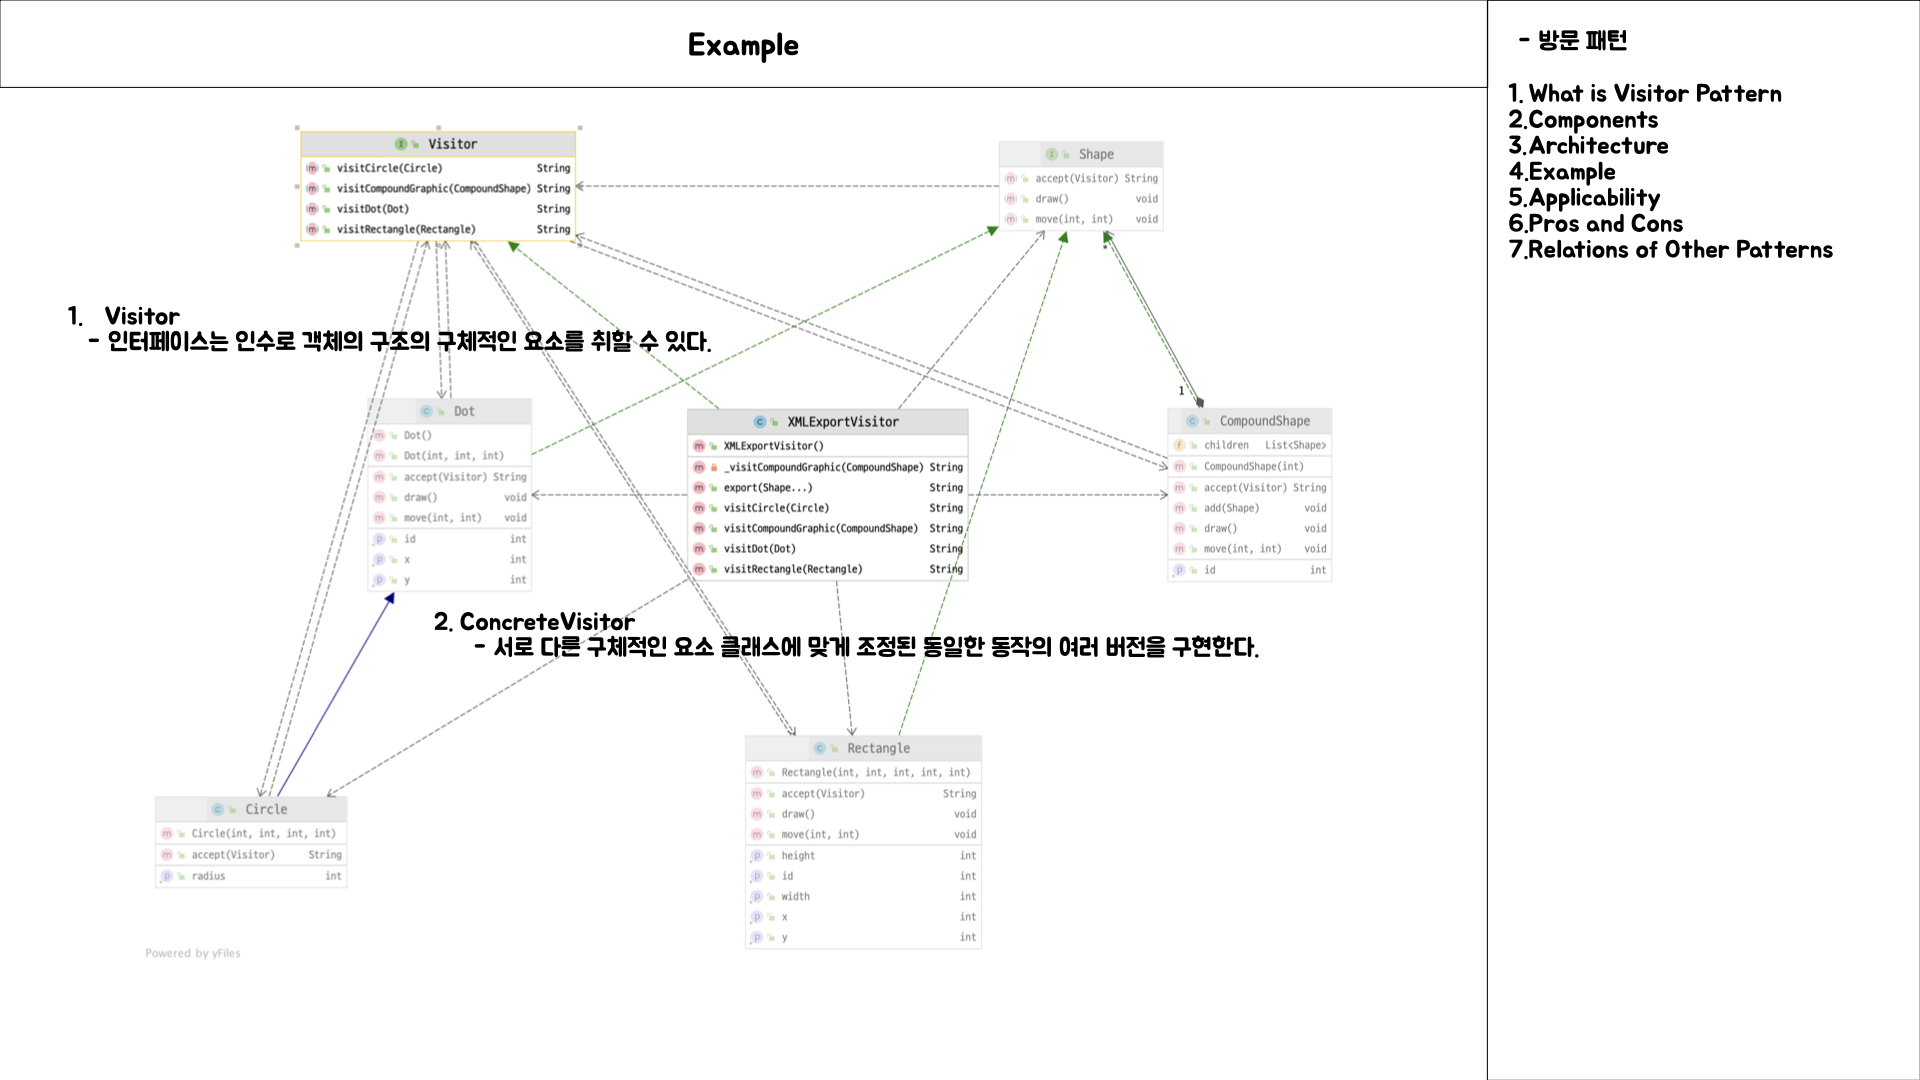 Example
- 방문 패턴
1. What is Visitor Pattern
2.Components
3.Architecture
4.Example
5.Applicability
6.Pros and Cons
7.Relations of Other Patterns
Visitor
visitCircle(Circle) String
visitCompoundGraphic(CompoundShape) String
visitDot(Dot) String
visitRectangle(Rectangle) String
Shape
accept(Visitor) String
draw() void
move(int, int) void
1. Visitor
- 인터페이스는 인수로 객체의 구조의 구체적인 요소를 취할 수 있다.
Dot
Dot()
Dot(int, int, int)
accept(Visitor) String
draw() void
move(int, int) void
id int
x int
y int
XMLExportVisitor
XMLExportVisitor()
_visitCompoundGraphic(CompoundShape) String
export(Shape...) String
visitCircle(Circle) String
visitCompoundGraphic(CompoundShape) String
visitDot(Dot) String
visitRectangle(Rectangle) String
*
1
CompoundShape
children List<Shape>
CompoundShape(int)
accept(Visitor) String
add(Shape) void
draw() void
move(int, int) void
id int
2. ConcreteVisitor
- 서로 다른 구체적인 요소 클래스에 맞게 조정된 동일한 동작의 여러 버전을 구현한다.
Circle
Circle(int, int, int, int)
accept(Visitor) String
radius int
Rectangle
Rectangle(int, int, int, int, int)
accept(Visitor) String
draw() void
move(int, int) void
height int
id int
width int
x int
y int
Powered by yFiles